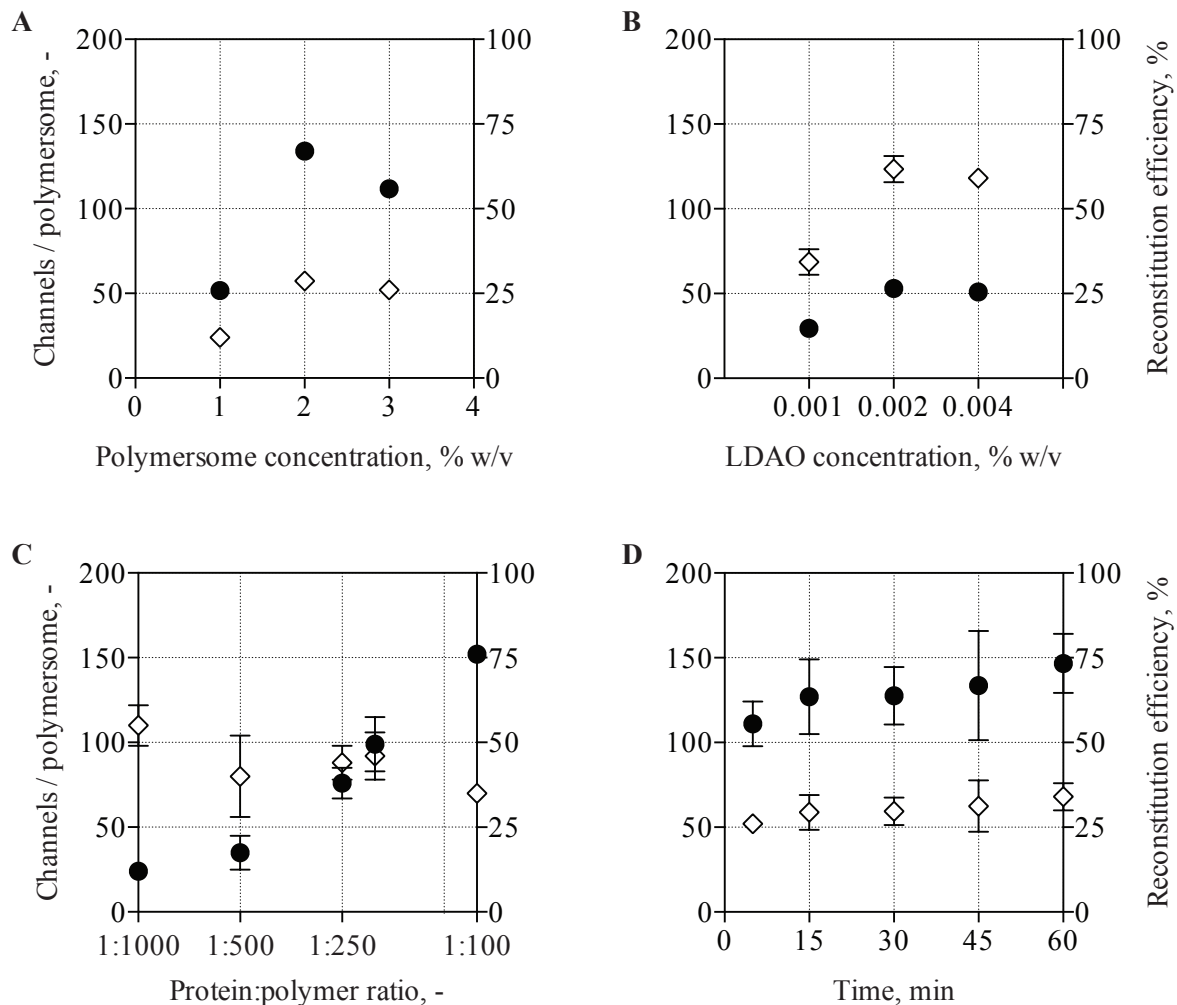 A
B
200
150
100
50
0
100
75
50
25
0
200
150
100
50
0
100
75
50
25
0
Channels / polymersome, -
Reconstitution efficiency, %
0 1 2 3 4
0.001 0.002 0.004
Polymersome concentration, % w/v
LDAO concentration, % w/v
C
D
200
150
100
50
0
100
75
50
25
0
200
150
100
50
0
100
75
50
25
0
Channels / polymersome, -
Reconstitution efficiency, %
1:1000 1:500 1:250 1:100
0 15 30 45 60
Protein:polymer ratio, -
Time, min